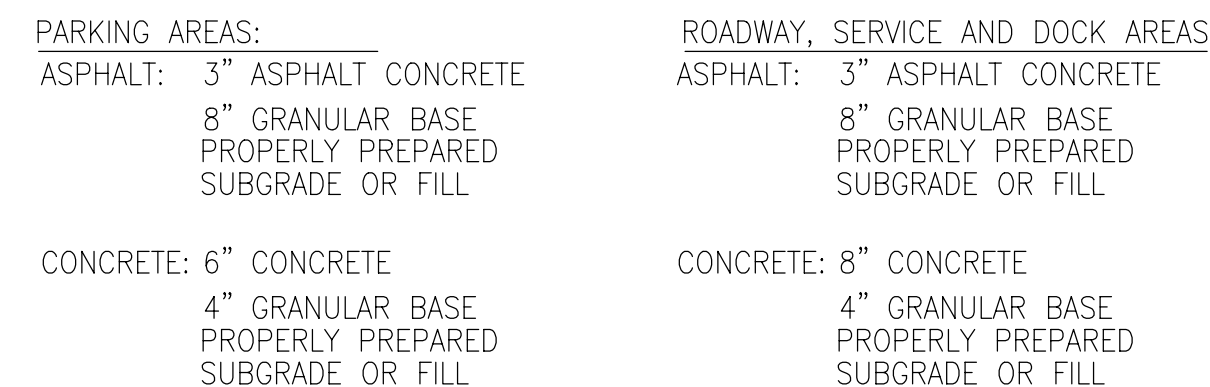 PARKING AREAS:
ASPHALT: 3" ASPHALT CONCRETE
8" GRANULAR BASE
PROPERLY PREPARED
SUBGRADE OR FILL
CONCRETE: 6" CONCRETE
4" GRANULAR BASE
PROPERLY PREPARED
SUBGRADE OR FILL
ROADWAY, SERVICE AND DOCK AREAS
ASPHALT: 3" ASPHALT CONCRETE
8" GRANULAR BASE
PROPERLY PREPARED
SUBGRADE OR FILL
CONCRETE: 8" CONCRETE
4" GRANULAR BASE
PROPERLY PREPARED
SUBGRADE OR FILL